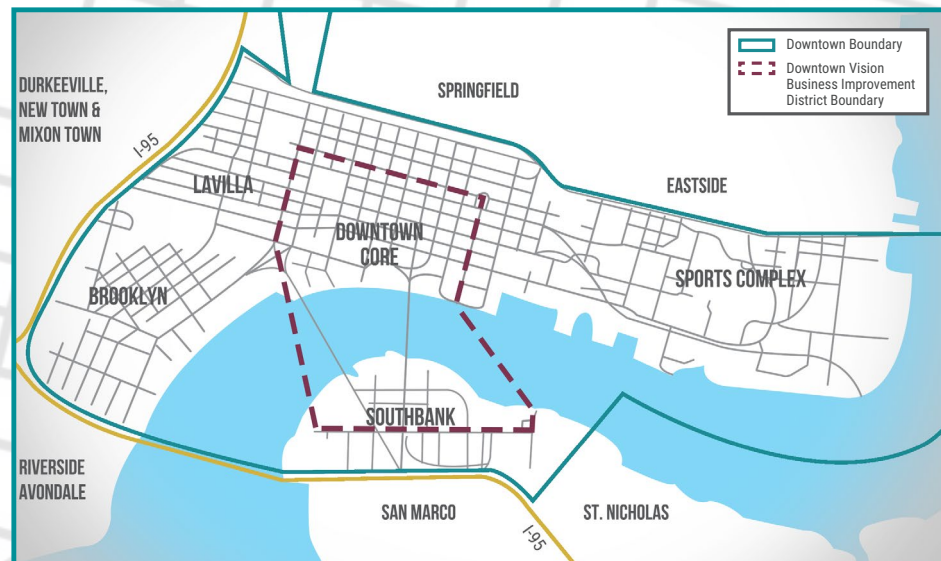 Downtown Boundary
Downtown Vision
Business Improvement
District Boundary
DURKEEVILLE,
NEW TOWN &
MIXON TOWN
SPRINGFIELD
I-95
LAVILLA
EASTSIDE
DOWNTOWN
CORE
SPORTS COMPLEX
BROOKLYN
SOUTHBANK
RIVERSIDE
AVONDALE
SAN MARCO
ST. NICHOLAS
I-95